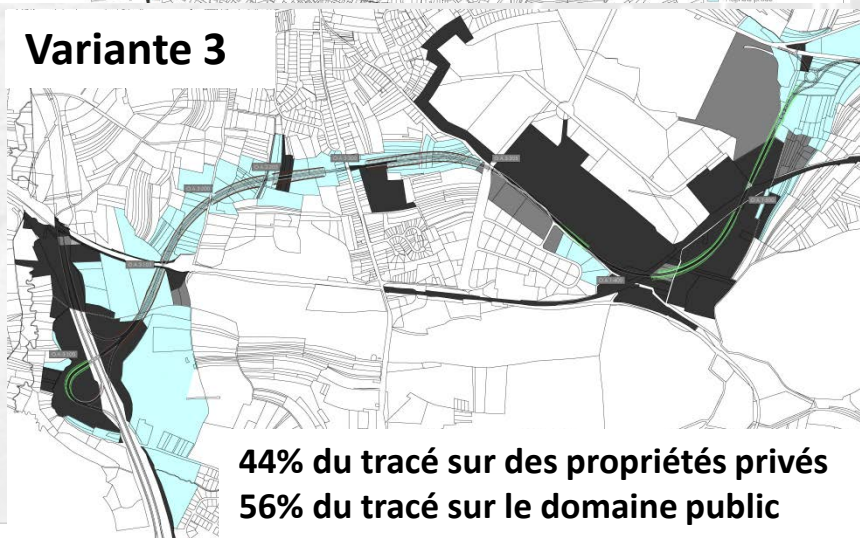 Variante 3
44% du tracé sur des propriétés privés
56% du tracé sur le domaine public